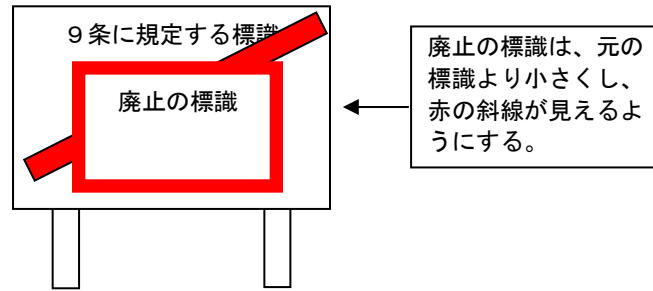 ９条に規定する標識
廃止の標識
廃止の標識は、元の
標識より小さくし、
赤の斜線が見えるよ
うにする。